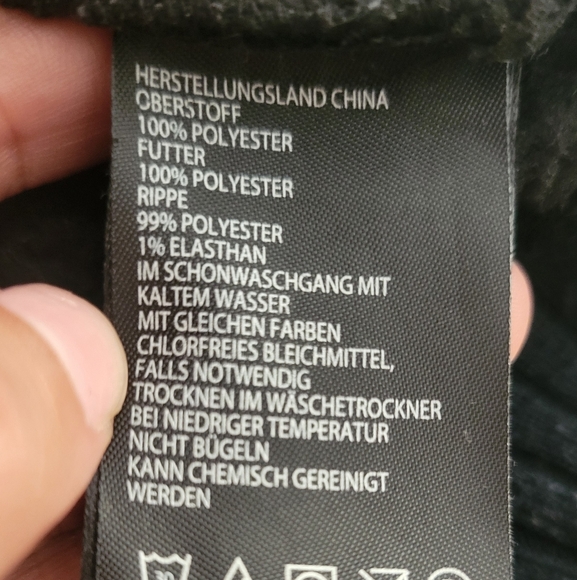 HERSTELLUNGSLAND CHINA
OBERSTOFF
100% POLYESTER
FUTTER
100% POLYESTER
RIPPE
99% POLYESTER
1% ELASTHAN
IM SCHONWASCHGANG MIT
KALTEM WASSER
MIT GLEICHEN FARBEN
CHLORFREIES BLEICHMITTEL,
FALLS NOTWENDIG
TROCKNEN IM WÄSCHETROCKNER
BEI NIEDRIGER TEMPERATUR
NICHT BÜGELN
KANN CHEMISCH GEREINIGT
WERDEN
30